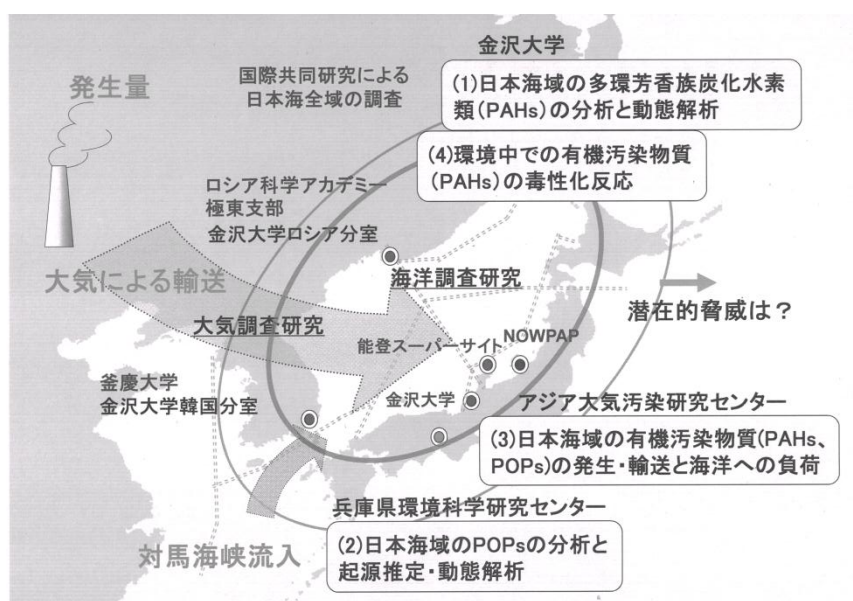 金沢大学
(1)日本海域の多環芳香族炭化水素
類(PAHs)の分析と動態解析
発生量
国際共同研究による
日本海全域の調査
(4)環境中での有機汚染物質
(PAHs)の毒性化反応
ロシア科学アカデミー
極東支部
金沢大学ロシア分室
大気による輸送
海洋調査研究
潜在的脅威は?
大気調査研究
能登スーパーサイト
NOWPAP
釜慶大学
金沢大学韓国分室
金沢大学
アジア大気汚染研究センター
(3)日本海域の有機汚染物質(PAHs、
POPs)の発生・輸送と海洋への負荷
兵庫県環境科学研究センター
(2)日本海域のPOPsの分析と
起源推定・動態解析
対馬海峡流入